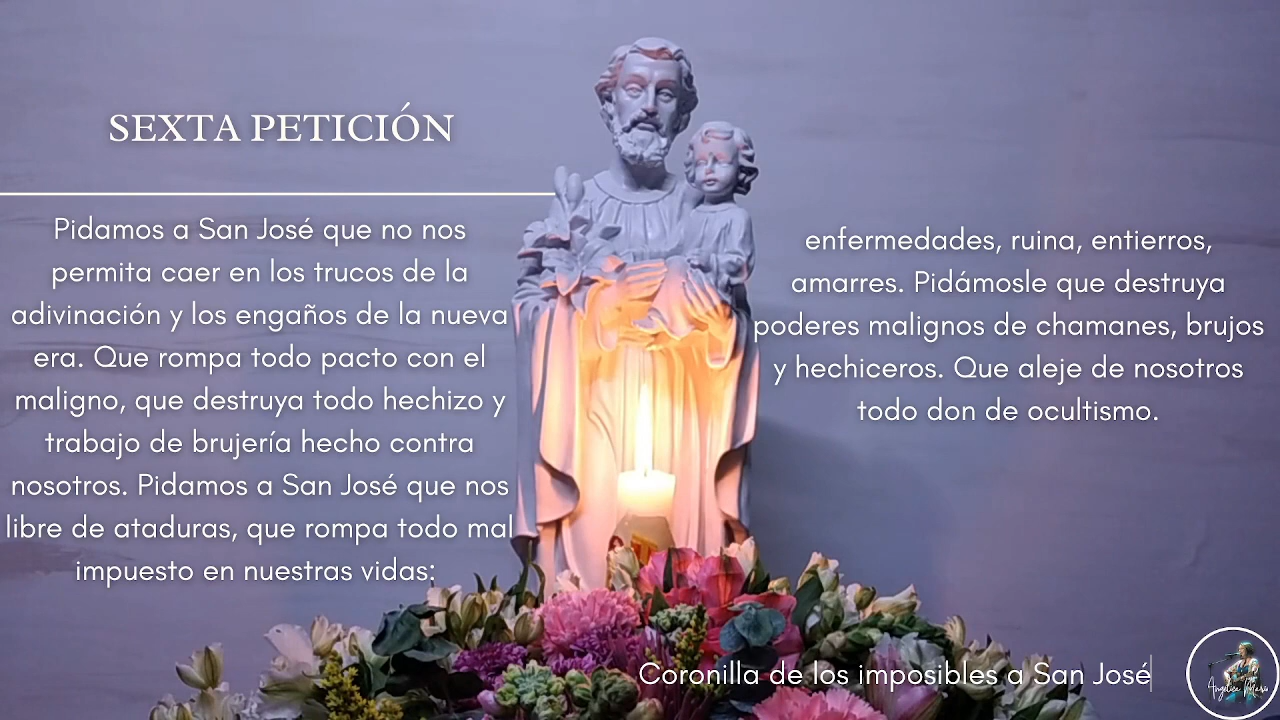 SEXTA PETICIÓN
Pidamos a San José que no nos
permita caer en los trucos de la
adivinación y los engaños de la nueva
era. Que rompa todo pacto con el
maligno, que destruya todo hechizo y
trabajo de brujería hecho contra
nosotros. Pidamos a San José que nos
libre de ataduras, que rompa todo mal
impuesto en nuestras vidas:
enfermedades, ruina, entierros,
amarres. Pidámosle que destruya
poderes malignos de chamanes, brujos
y hechiceros. Que aleje de nosotros
todo don de ocultismo.
Coronilla de los imposibles a San José
Angélica María